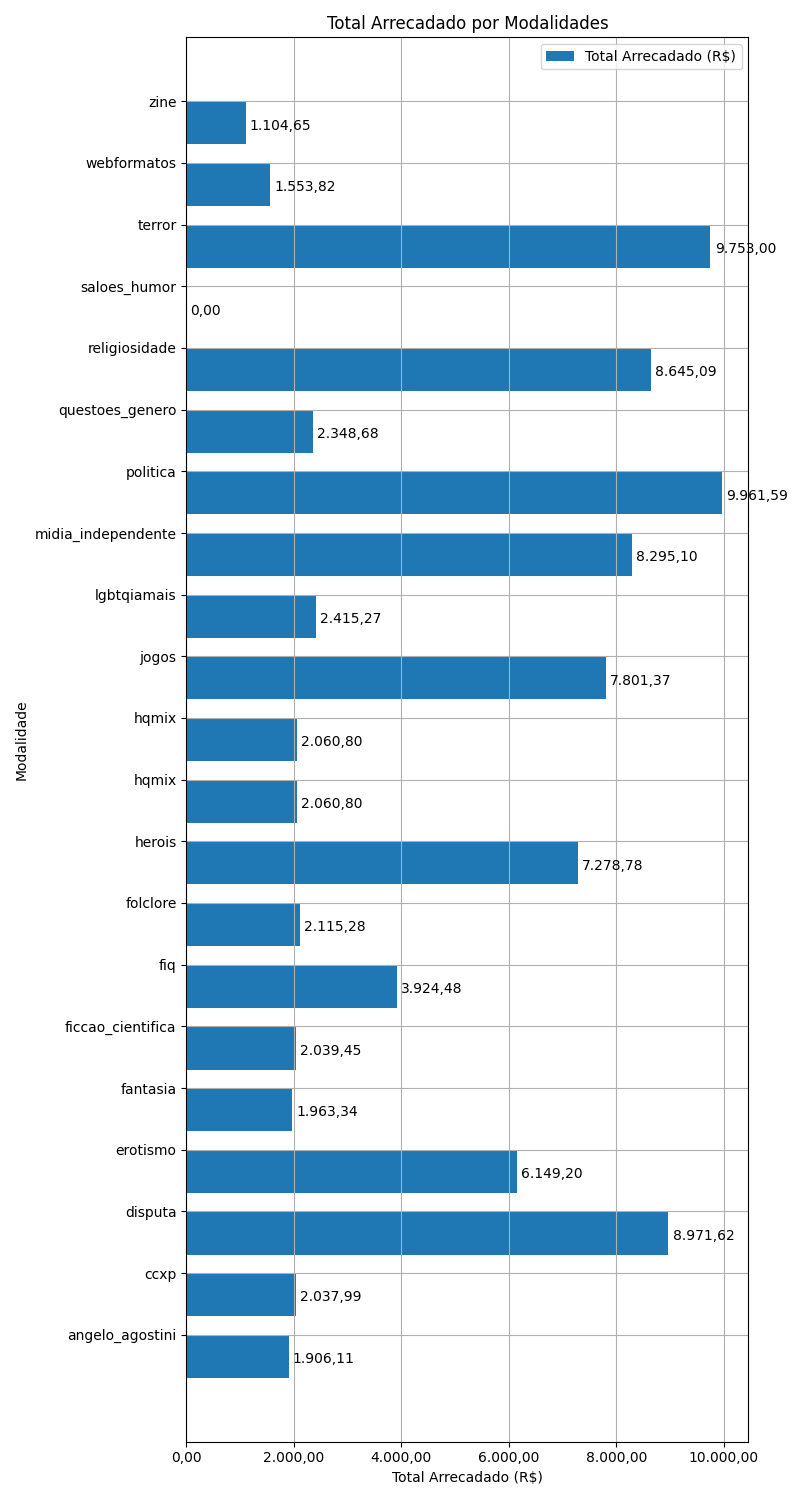 Total Arrecadado por Modalidades
Total Arrecadado (R$)
zine
1.104,65
webformatos
1.553,82
terror
9.753,00
saloes_humor
0,00
religiosidade
8.645,09
questoes_genero
2.348,68
politica
9.961,59
midia_independente
8.295,10
lgbtqiamais
2.415,27
jogos
7.801,37
hqmix
2.060,80
hqmix
2.060,80
herois
7.278,78
folclore
2.115,28
fiq
3.924,48
ficcao_cientifica
2.039,45
fantasia
1.963,34
erotismo
6.149,20
disputa
8.971,62
ccxp
2.037,99
angelo_agostini
1.906,11
Modalidade
0,00 2.000,00 4.000,00 6.000,00 8.000,00 10.000,00
Total Arrecadado (R$)